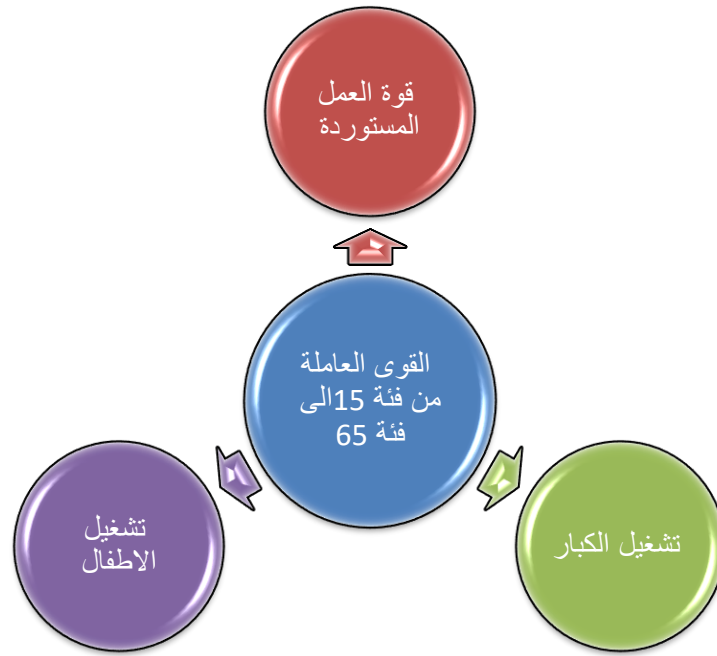 قوة العمل
المستوردة
القوى العاملة
من فئة 15الى
فئة 65
تشغيل الكبار
تشغيل
الاطفال